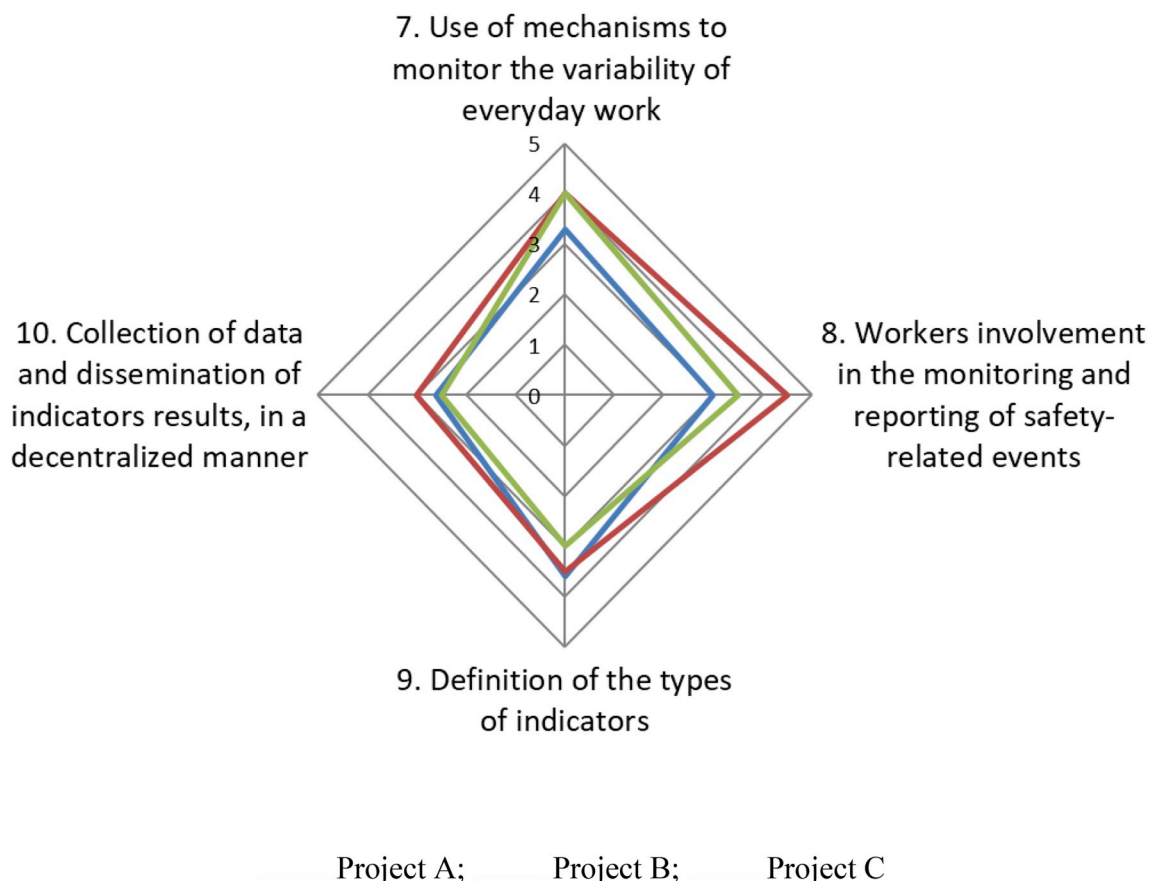 7. Use of mechanisms to
monitor the variability of
everyday work
5
4
3
2
1
0
10. Collection of data
and dissemination of
indicators results, in a
decentralized manner
8. Workers involvement
in the monitoring and
reporting of safety-
related events
9. Definition of the types
of indicators
Project A; Project B; Project C